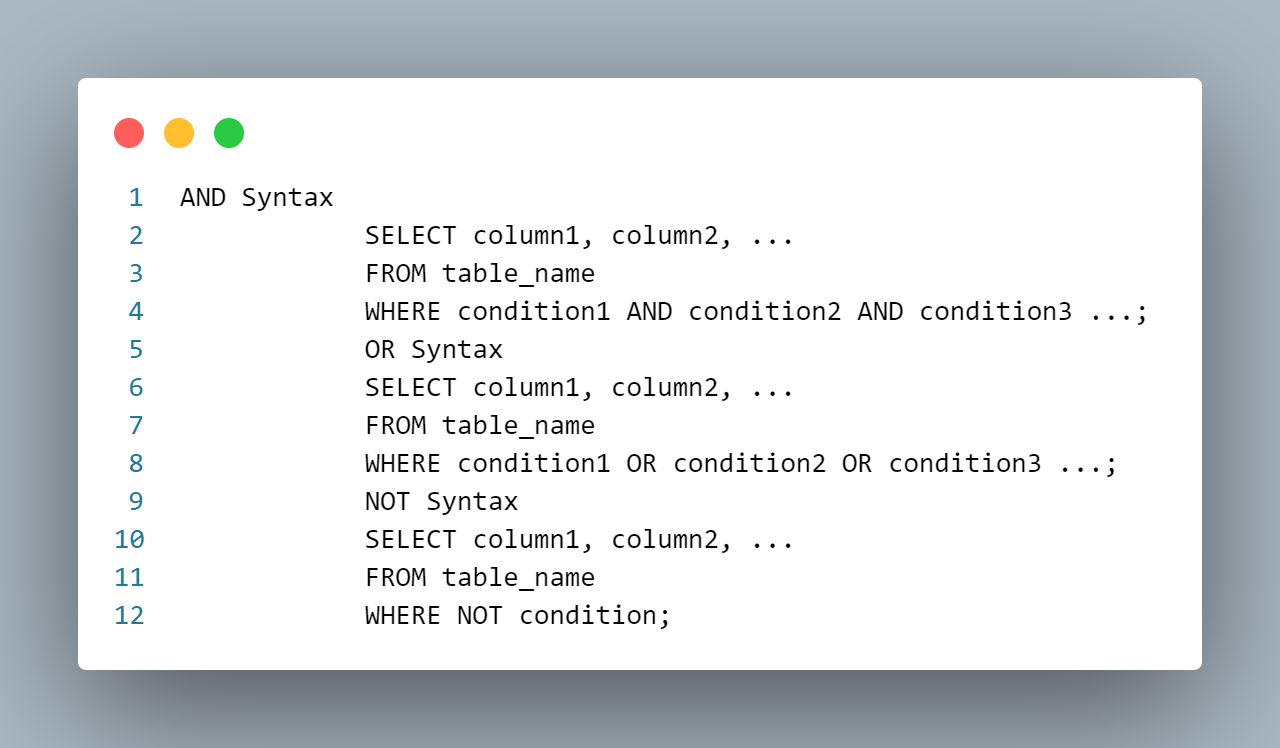 1 AND Syntax
2 SELECT column1, column2, ...
3 FROM table_name
4 WHERE condition1 AND condition2 AND condition3 ...;
5 OR Syntax
6 SELECT column1, column2, ...
7 FROM table_name
8 WHERE condition1 OR condition2 OR condition3 ...;
9 NOT Syntax
10 SELECT column1, column2, ...
11 FROM table_name
12 WHERE NOT condition;